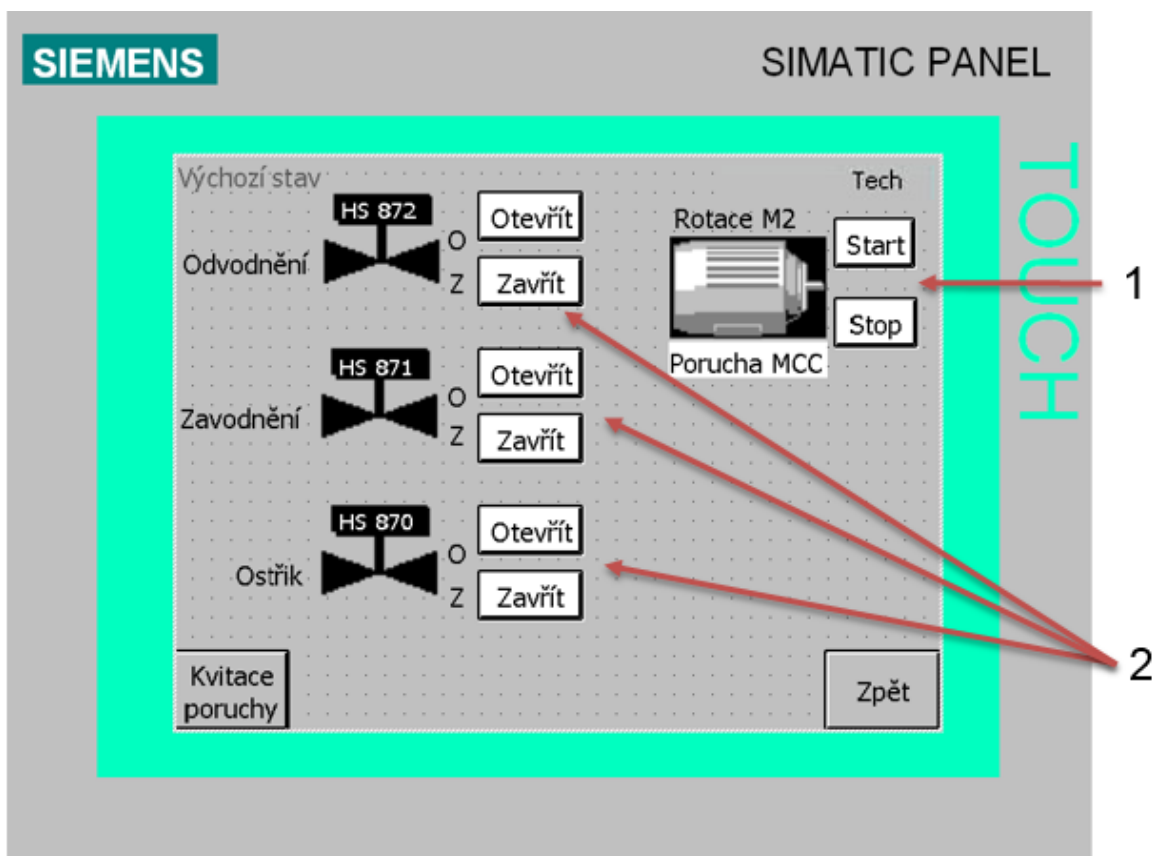 SIEMENS
SIMATIC PANEL
TOUCH
Výchozí stav
Tech
HS 872
Odvodnění
O
Z
Otevřít
Zavřít
Rotace M2
Start
Stop
Porucha MCC
1
HS 871
Zavodnění
O
Z
Otevřít
Zavřít
HS 870
Ostřik
O
Z
Otevřít
Zavřít
2
Kvitace
poruchy
Zpět